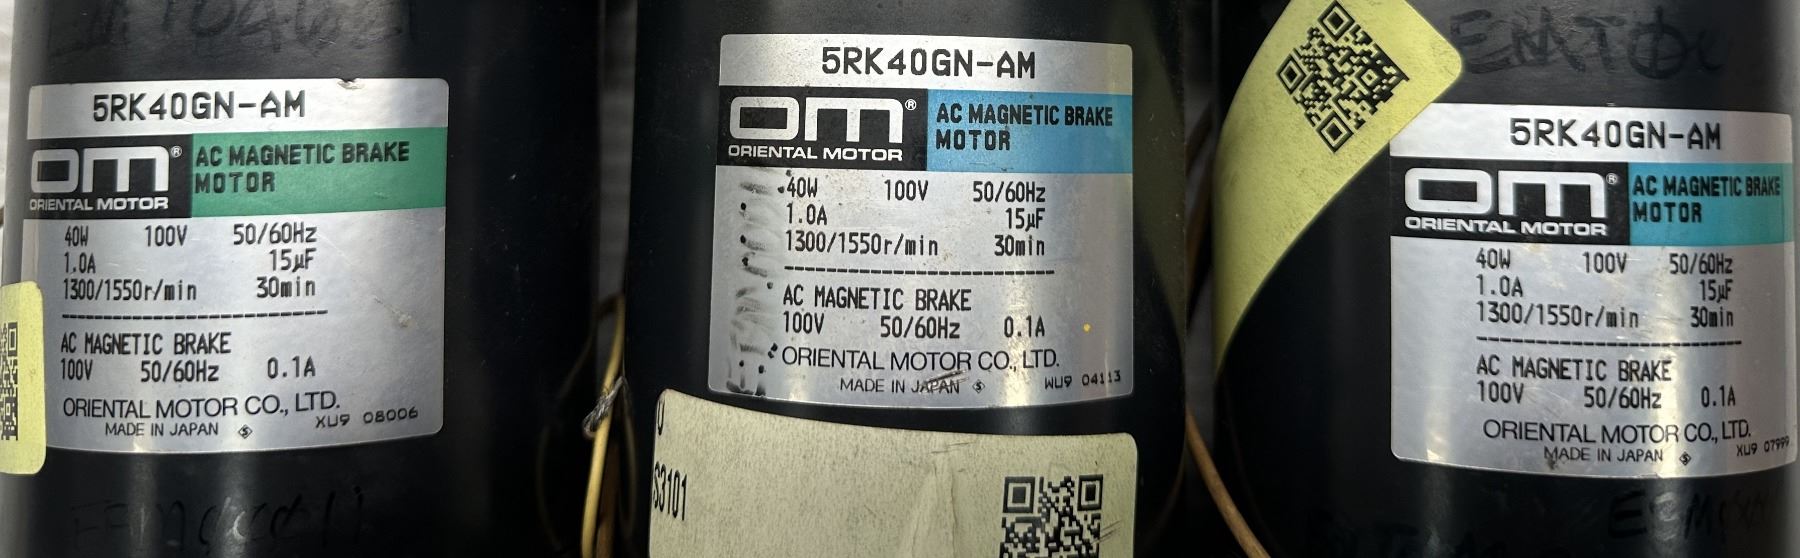 5RK40GN-AM
om®
ORIENTAL MOTOR
AC MAGNETIC BRAKE
MOTOR
40W 100V 50/60Hz
1.0A 15μF
1300/1550r/min 30min
AC MAGNETIC BRAKE
100V 50/60Hz 0.1A
ORIENTAL MOTOR CO., LTD.
MADE IN JAPAN S XU9 08006
5RK40GN-AM
om®
ORIENTAL MOTOR
AC MAGNETIC BRAKE
MOTOR
40W 100V 50/60Hz
1.0A 15μF
1300/1550r/min 30min
AC MAGNETIC BRAKE
100V 50/60Hz 0.1A
ORIENTAL MOTOR CO., LTD.
MADE IN JAPAN S WU9 04113
S3101
5RK40GN-AM
om®
ORIENTAL MOTOR
AC MAGNETIC BRAKE
MOTOR
40W 100V 50/60Hz
1.0A 15μF
1300/1550r/min 30min
AC MAGNETIC BRAKE
100V 50/60Hz 0.1A
ORIENTAL MOTOR CO., LTD.
MADE IN JAPAN S XU9 07999